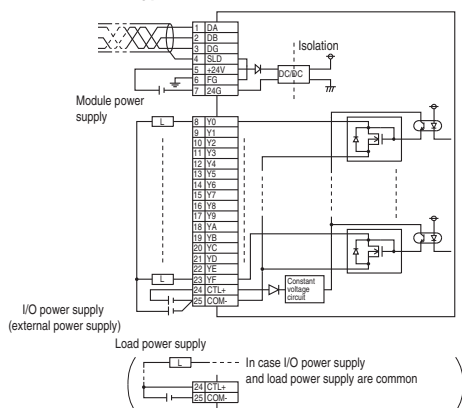 1 DA
2 DB
3 DG
4 SLD
5 +24V
6 FG
7 24G
Isolation
DC/DC
Module power
supply
L
8 Y0
9 Y1
10 Y2
11 Y3
12 Y4
13 Y5
14 Y6
15 Y7
16 Y8
17 Y9
18 YA
19 YB
20 YC
21 YD
22 YE
L
23 YF
24 CTL+
25 COM-
Constant
voltage
circuit
I/O power supply
(external power supply)
Load power supply
L
In case I/O power supply
and load power supply are common
24 CTL+
25 COM-